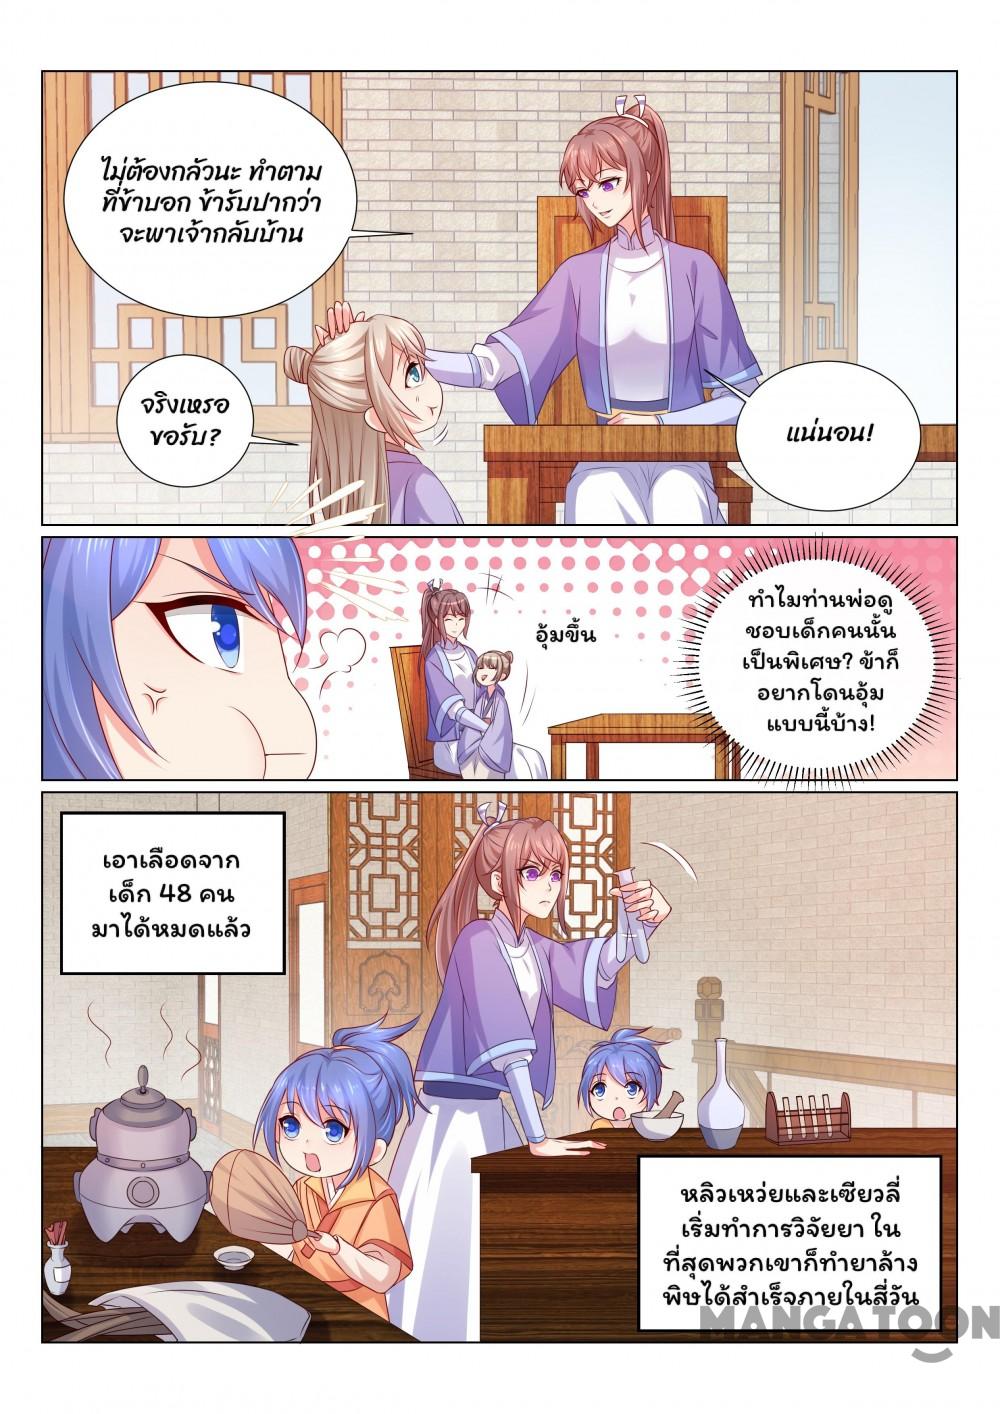 ไม่ต้องกลัวนะ ทำตาม
ที่ข้าบอก ข้ารับปากว่า
จะพาเจ้ากลับบ้าน
จริงเหรอ
ขอรับ?
แน่นอน!
อุ้มขึ้น
ทำไมท่านพ่อดู
ชอบเด็กคนนั้น
เป็นพิเศษ? ข้าก็
อยากโดนอุ้ม
แบบนี้บ้าง!
เอาเลือดจาก
เด็ก 48 คน
มาได้หมดแล้ว
หลิวเหว่ยและเซียวลี่
เริ่มทำการวิจัยยา ใน
ที่สุดพวกเขาก็ทำยาล้าง
พิษได้สำเร็จภายในสี่วัน
MANGATOON